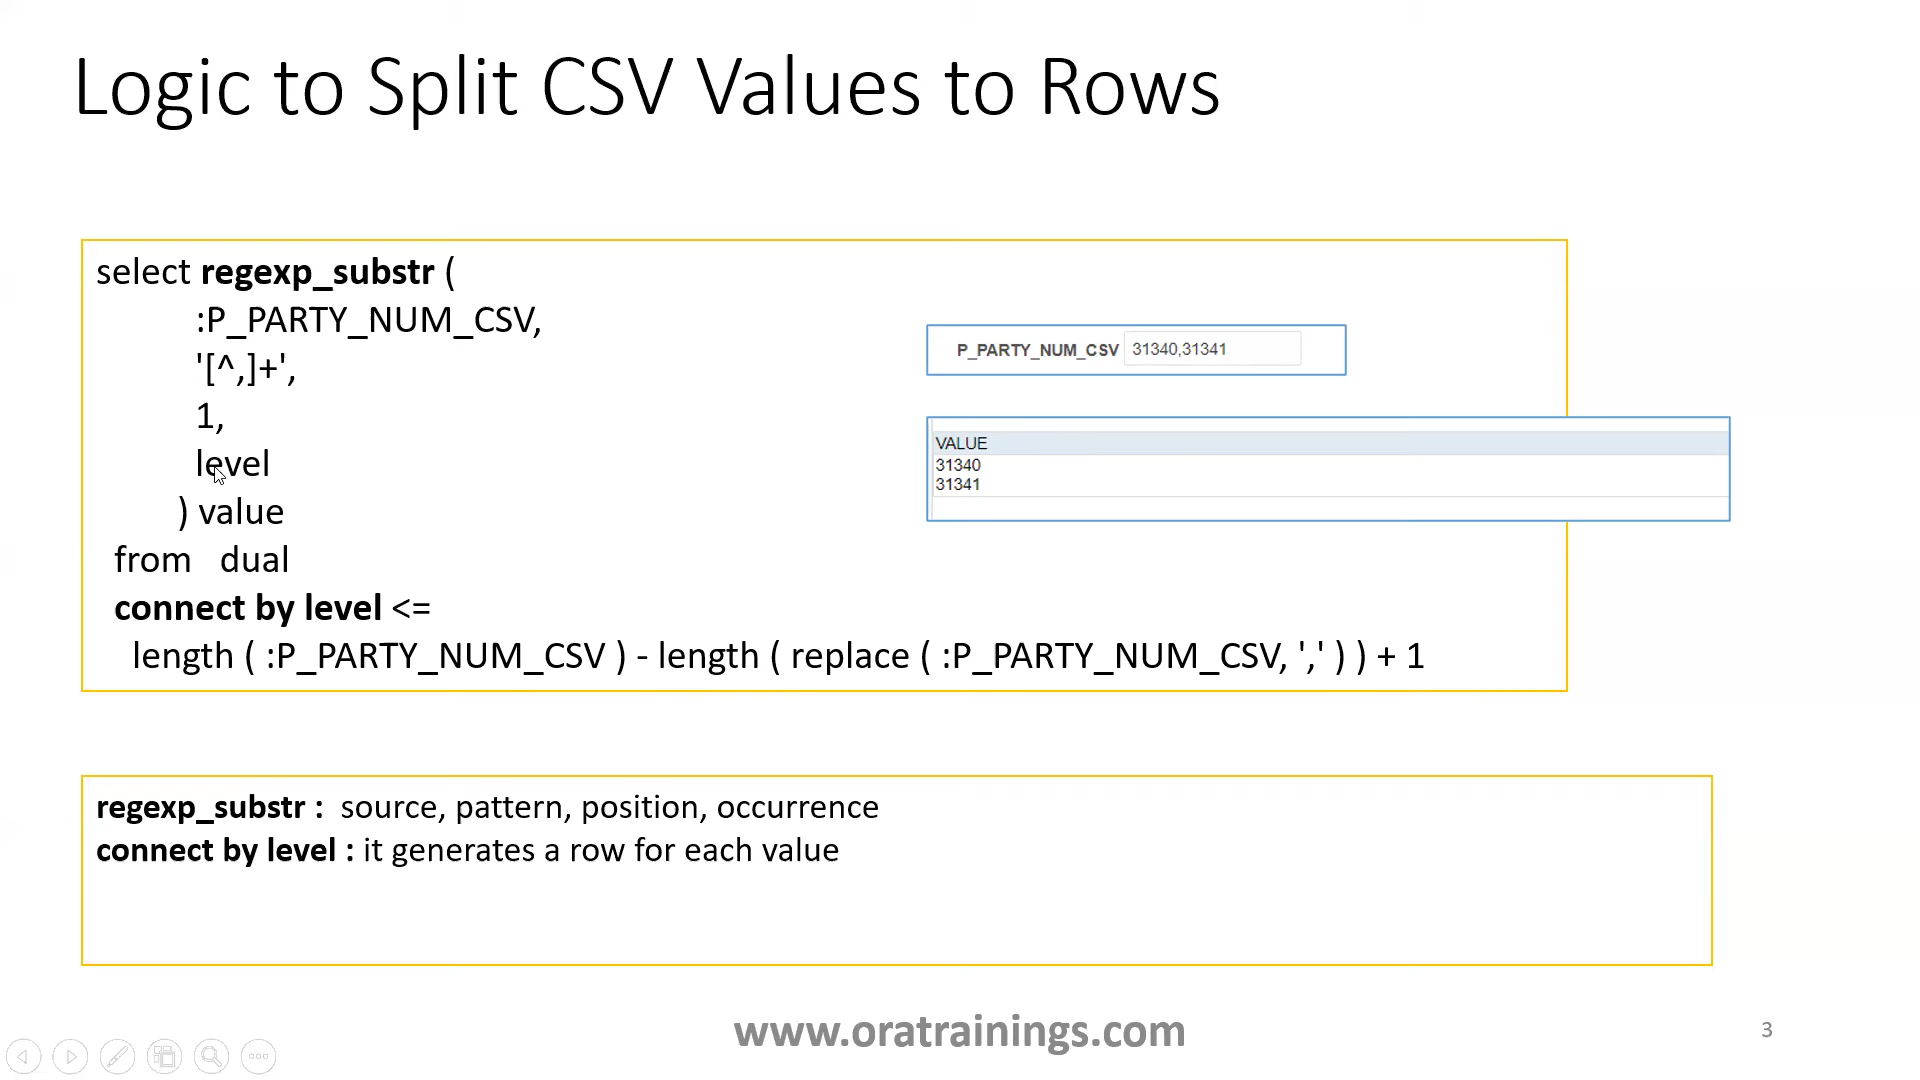 Logic to Split CSV Values to Rows
select regexp_substr (
:P_PARTY_NUM_CSV,
'[^,]+',
1,
level
) value
from dual
connect by level <=
length ( :P_PARTY_NUM_CSV ) - length ( replace ( :P_PARTY_NUM_CSV, ',' ) ) + 1
P_PARTY_NUM_CSV 31340,31341
VALUE
31340
31341
regexp_substr : source, pattern, position, occurrence
connect by level : it generates a row for each value
www.oratrainings.com
3